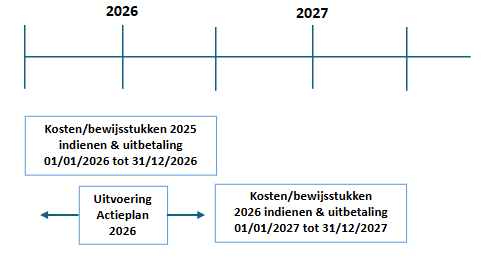 2026
2027
Kosten/bewijsstukken 2025
indienen & uitbetaling
01/01/2026 tot 31/12/2026
Uitvoering
Actieplan
2026
Kosten/bewijsstukken
2026 indienen & uitbetaling
01/01/2027 tot 31/12/2027